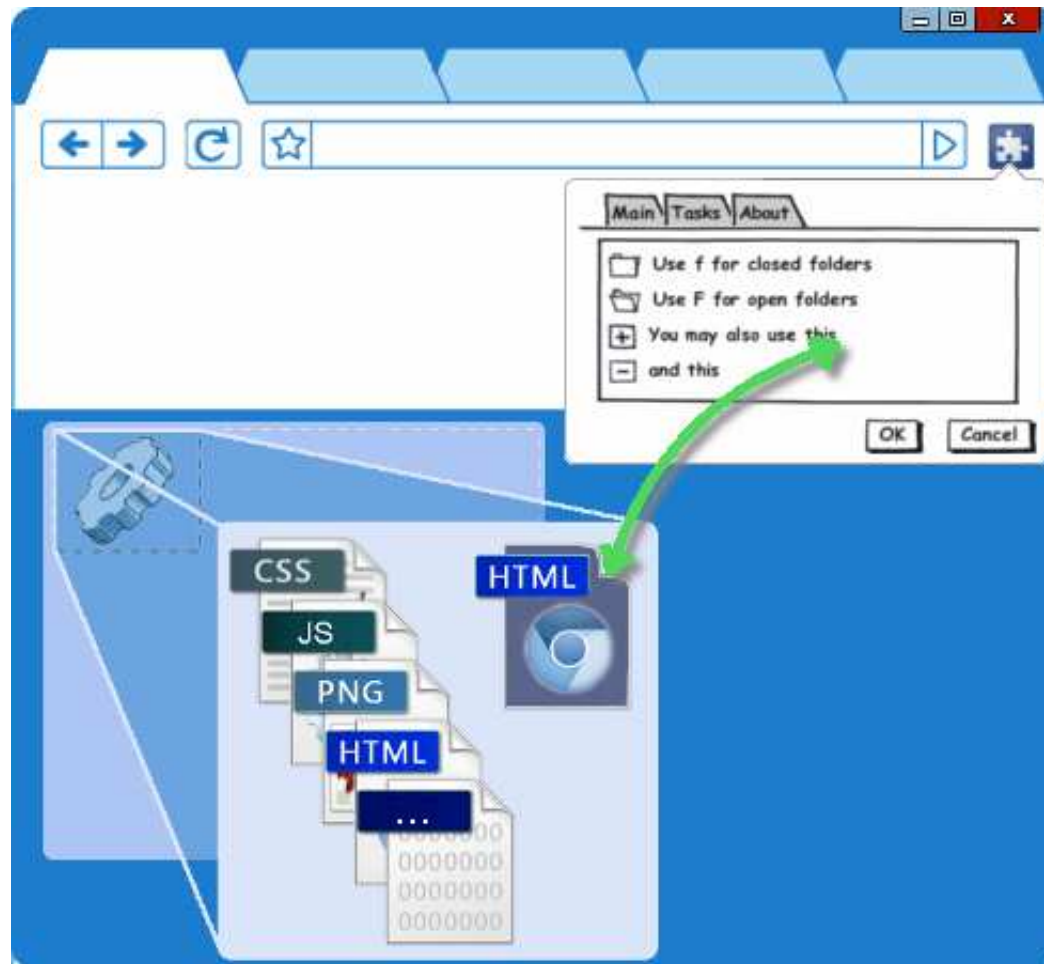 X
Main Tasks About
Use f for closed folders
Use F for open folders
You may also use this
and this
OK Cancel
CSS
HTML
JS
PNG
HTML
...
0000000
0000000
0000000
0000000